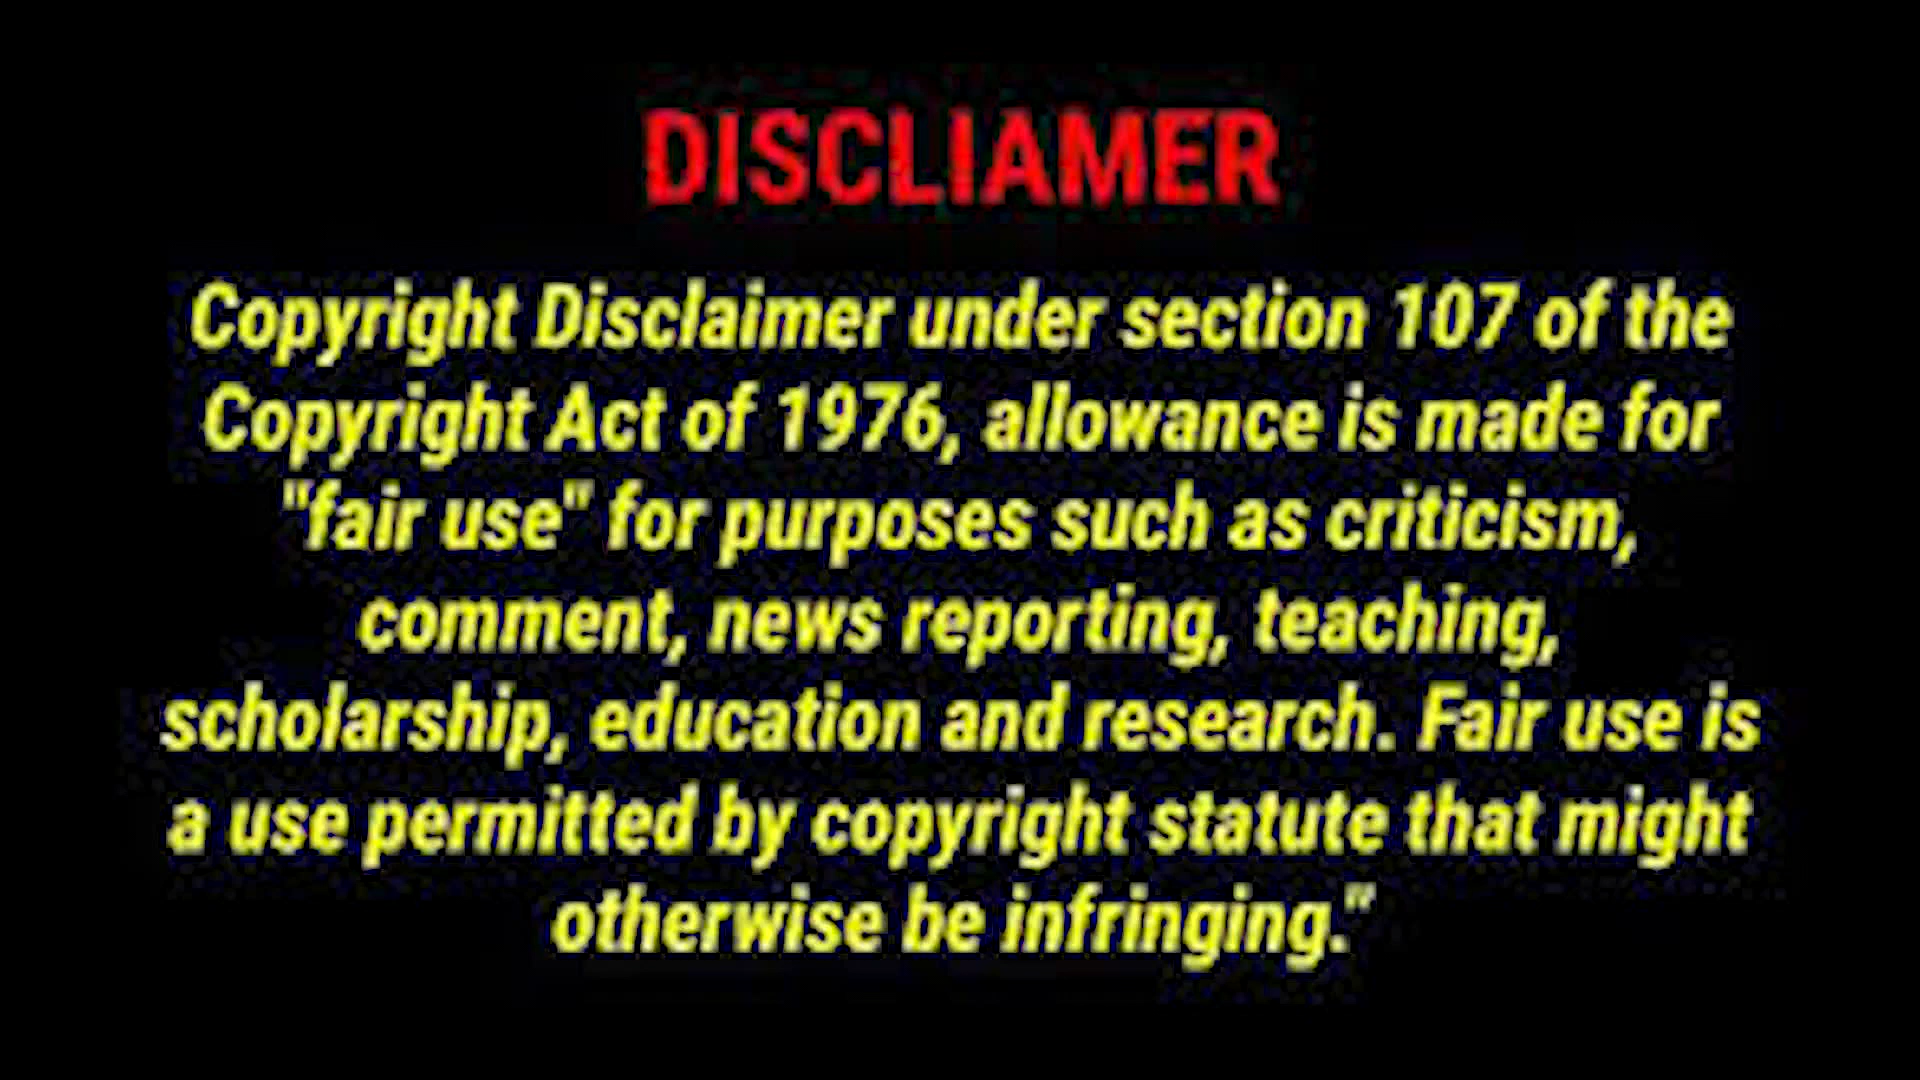 DISCLIAMER
Copyright Disclaimer under section 107 of the
Copyright Act of 1976, allowance is made for
"fair use" for purposes such as criticism,
comment, news reporting, teaching,
scholarship, education and research. Fair use is
a use permitted by copyright statute that might
otherwise be infringing."